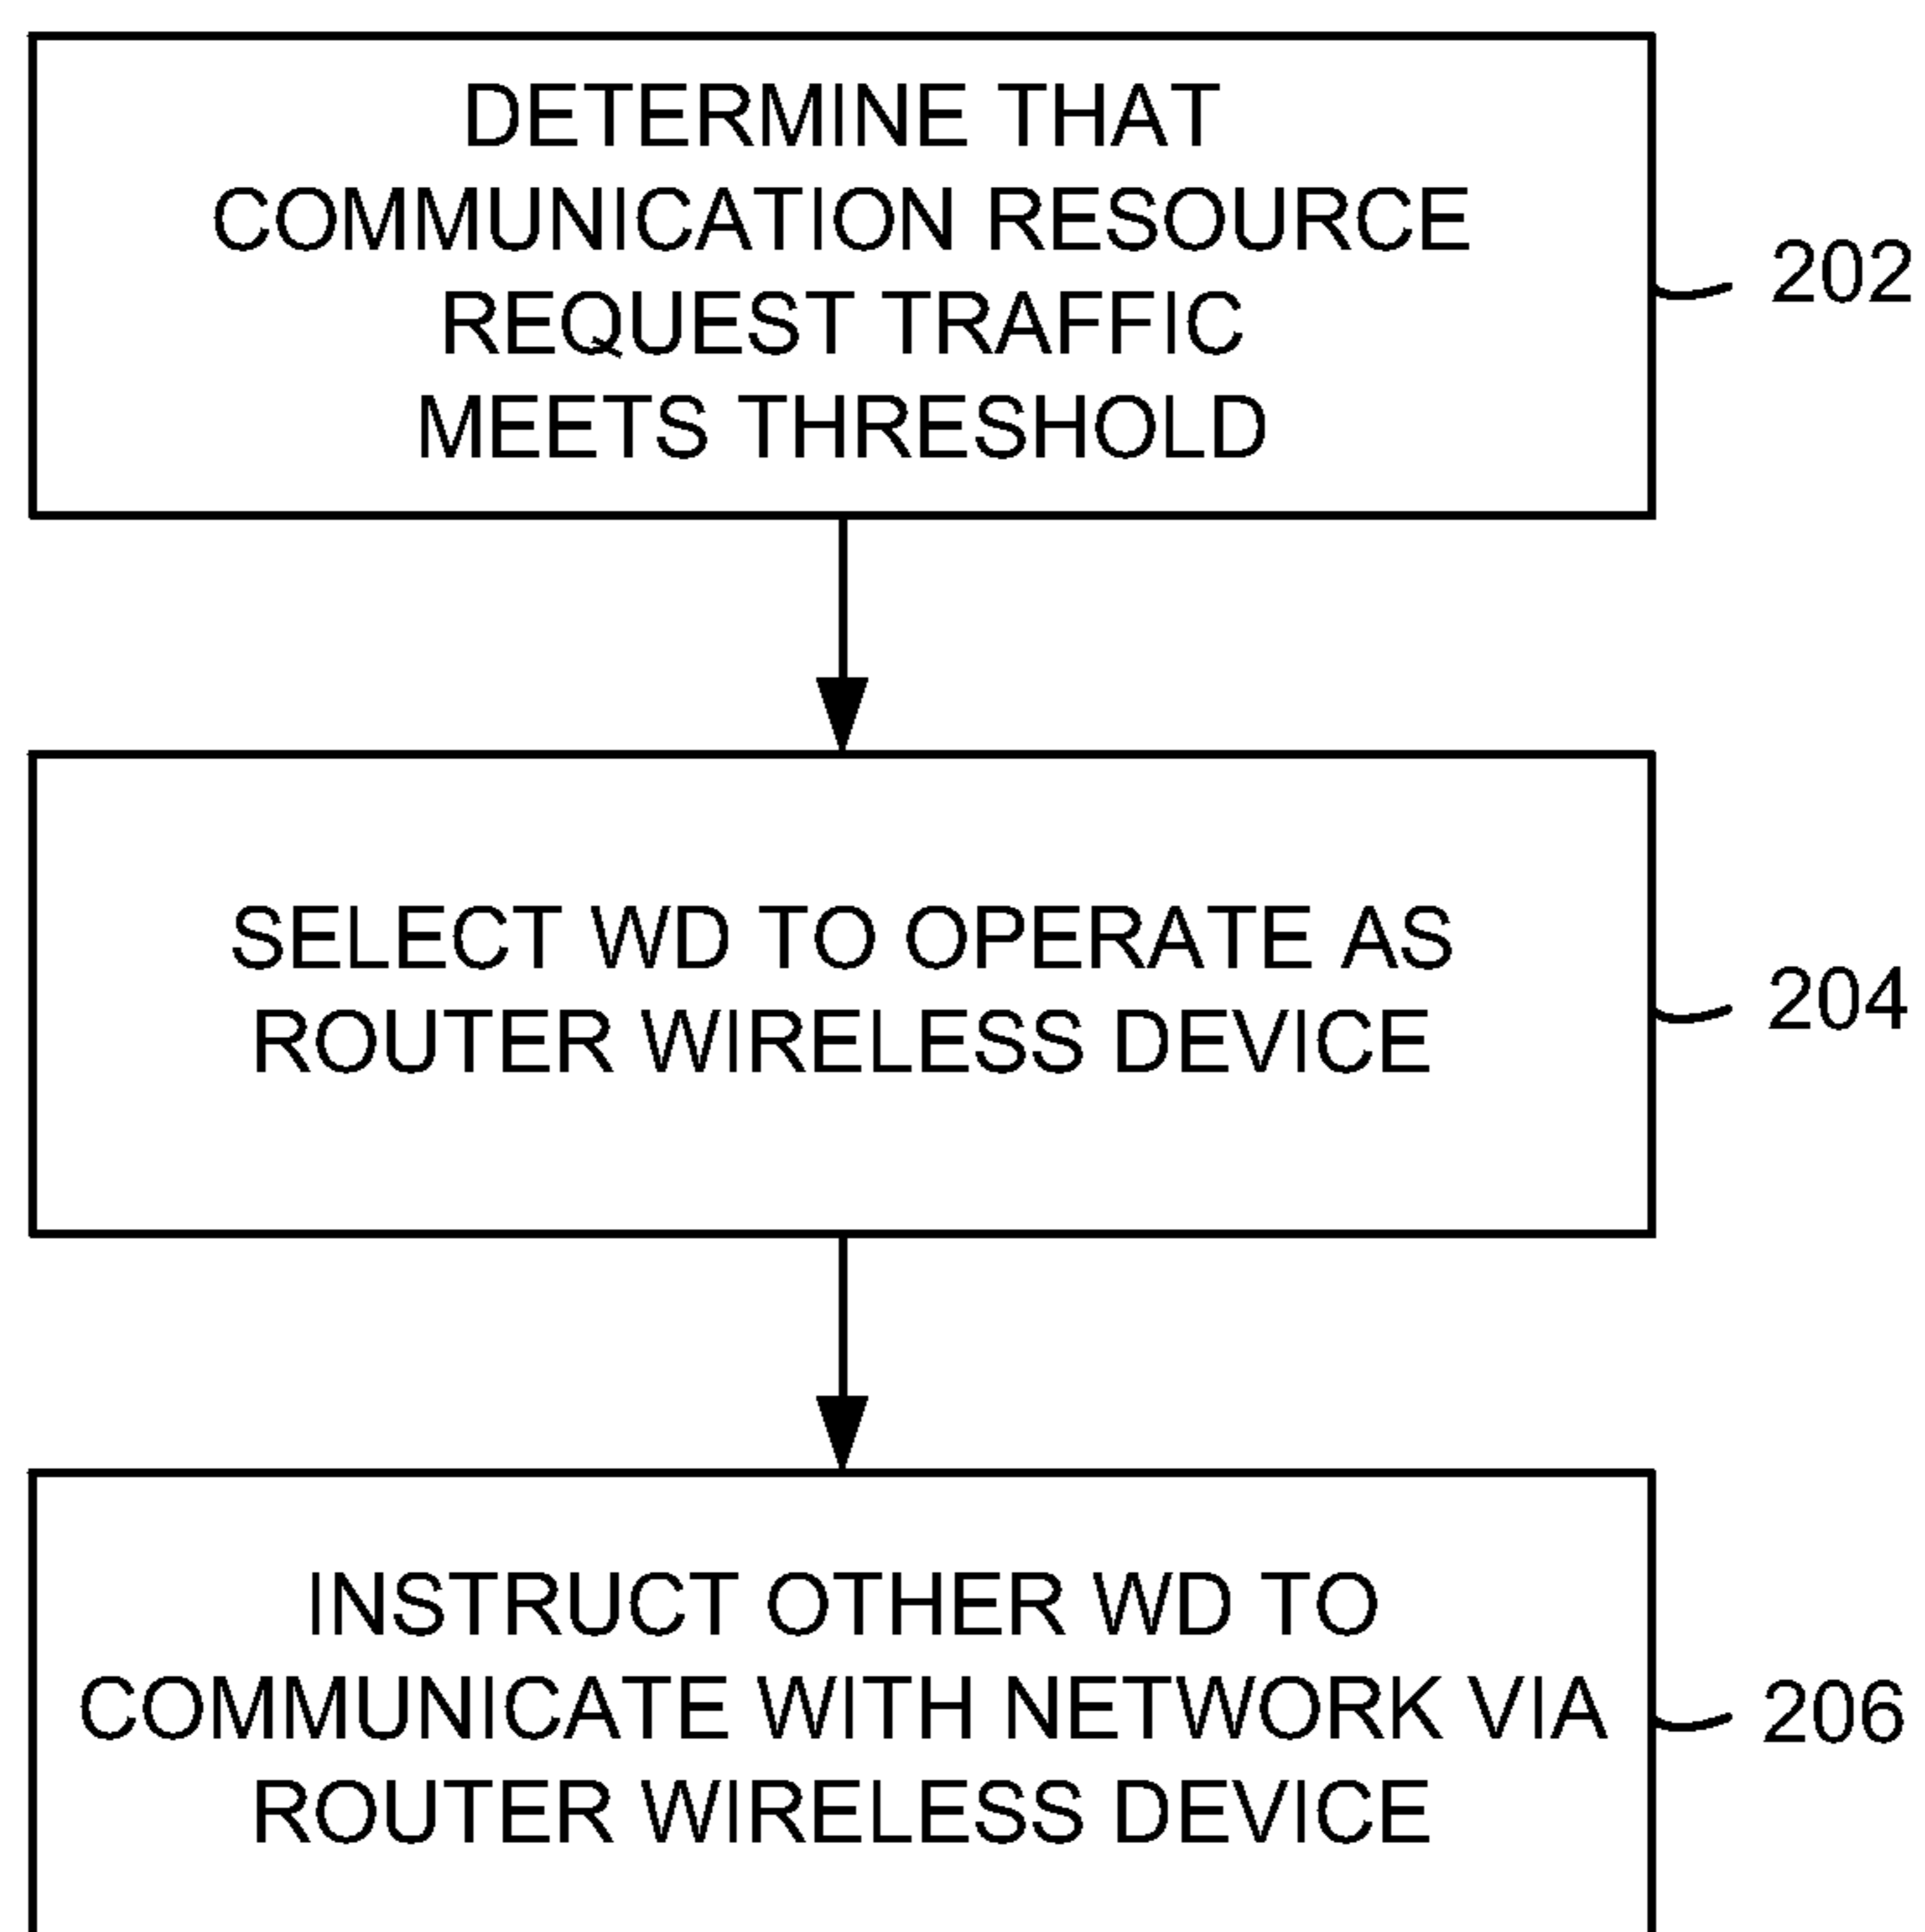 DETERMINE THAT
COMMUNICATION RESOURCE
REQUEST TRAFFIC
MEETS THRESHOLD
202
SELECT WD TO OPERATE AS
ROUTER WIRELESS DEVICE
204
INSTRUCT OTHER WD TO
COMMUNICATE WITH NETWORK VIA
ROUTER WIRELESS DEVICE
206